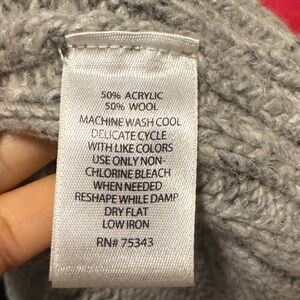 50% ACRYLIC
50% WOOL
MACHINE WASH COOL
DELICATE CYCLE
WITH LIKE COLORS
USE ONLY NON-
CHLORINE BLEACH
WHEN NEEDED
RESHAPE WHILE DAMP
DRY FLAT
LOW IRON
RN# 75343